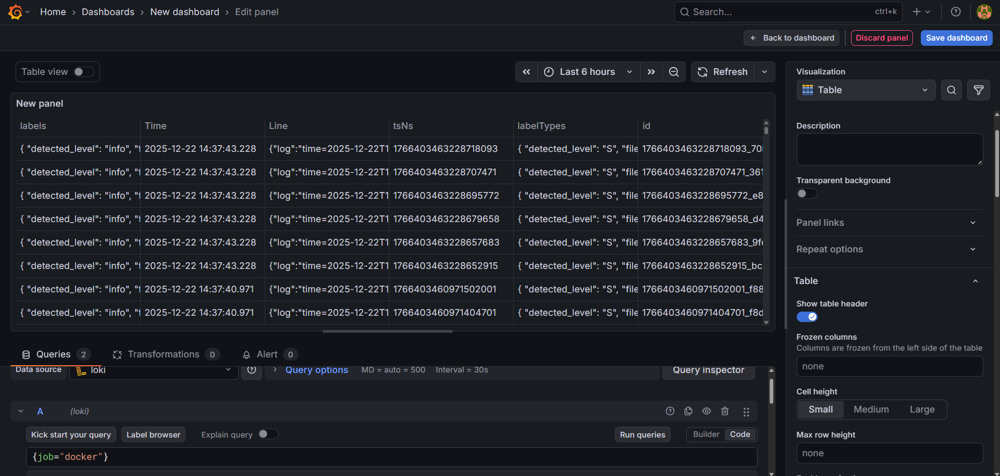 Home › Dashboards › New dashboard › Edit panel
Search... ctrl+k
Back to dashboard
Discard panel
Save dashboard
Table view
Last 6 hours
Refresh
New panel
labels Time Line tsNs labelTypes id
{ "detected_level": "info", "f 2025-12-22 14:37:43.228 {"log":"time=2025-12-22T1 1766403463228718093 { "detected_level": "S", "file 1766403463228718093_70
{ "detected_level": "info", "f 2025-12-22 14:37:43.228 {"log":"time=2025-12-22T1 1766403463228707471 { "detected_level": "S", "file 1766403463228707471_361
{ "detected_level": "info", "f 2025-12-22 14:37:43.228 {"log":"time=2025-12-22T1 1766403463228695772 { "detected_level": "S", "file 1766403463228695772_e8
{ "detected_level": "info", "f 2025-12-22 14:37:43.228 {"log":"time=2025-12-22T1 1766403463228679658 { "detected_level": "S", "file 1766403463228679658_d4
{ "detected_level": "info", "f 2025-12-22 14:37:43.228 {"log":"time=2025-12-22T1 1766403463228657683 { "detected_level": "S", "file 1766403463228657683_9f
{ "detected_level": "info", "f 2025-12-22 14:37:43.228 {"log":"time=2025-12-22T1 1766403463228652915 { "detected_level": "S", "file 1766403463228652915_bc
{ "detected_level": "info", "f 2025-12-22 14:37:40.971 {"log":"time=2025-12-22T1 1766403460971502001 { "detected_level": "S", "file 1766403460971502001_f88
{ "detected_level": "info", "f 2025-12-22 14:37:40.971 {"log":"time=2025-12-22T1 1766403460971404701 { "detected_level": "S", "file 1766403460971404701_f8d
Queries 2 Transformations 0 Alert 0
Data source loki Query options MD = auto = 500 Interval = 30s Query inspector
A (loki)
Kick start your query Label browser Explain query Run queries Builder Code
{job="docker"}
Visualization
Table
Description
Transparent background
Panel links
Repeat options
Table
Show table header
Frozen columns
Columns are frozen from the left side of the table
none
Cell height
Small Medium Large
Max row height
none